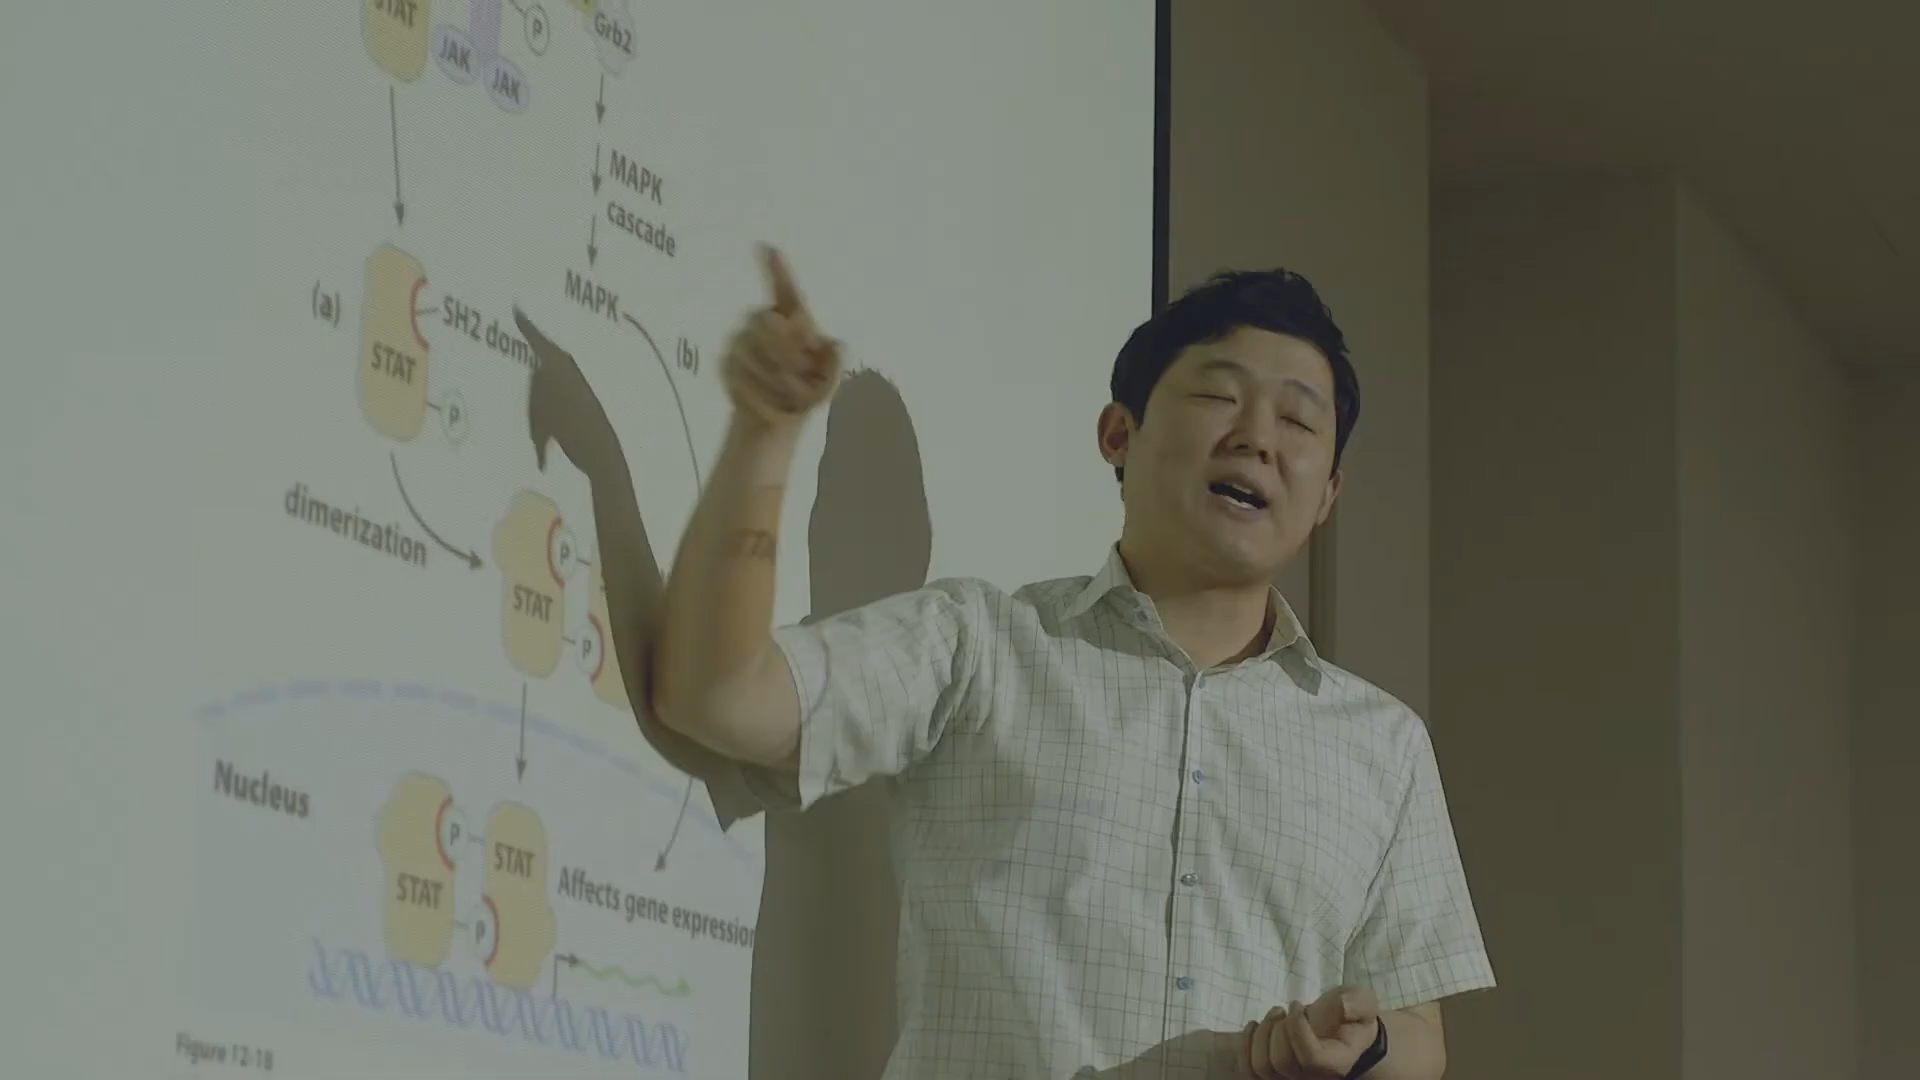 STAT
JAK
JAK
P
Grb2
MAPK
cascade
MAPK
(a)
SH2
STAT
P
(b)
dimerization
P
STAT
P
Nucleus
P
STAT
STAT
P
Affects gene expression
Figure 12-18